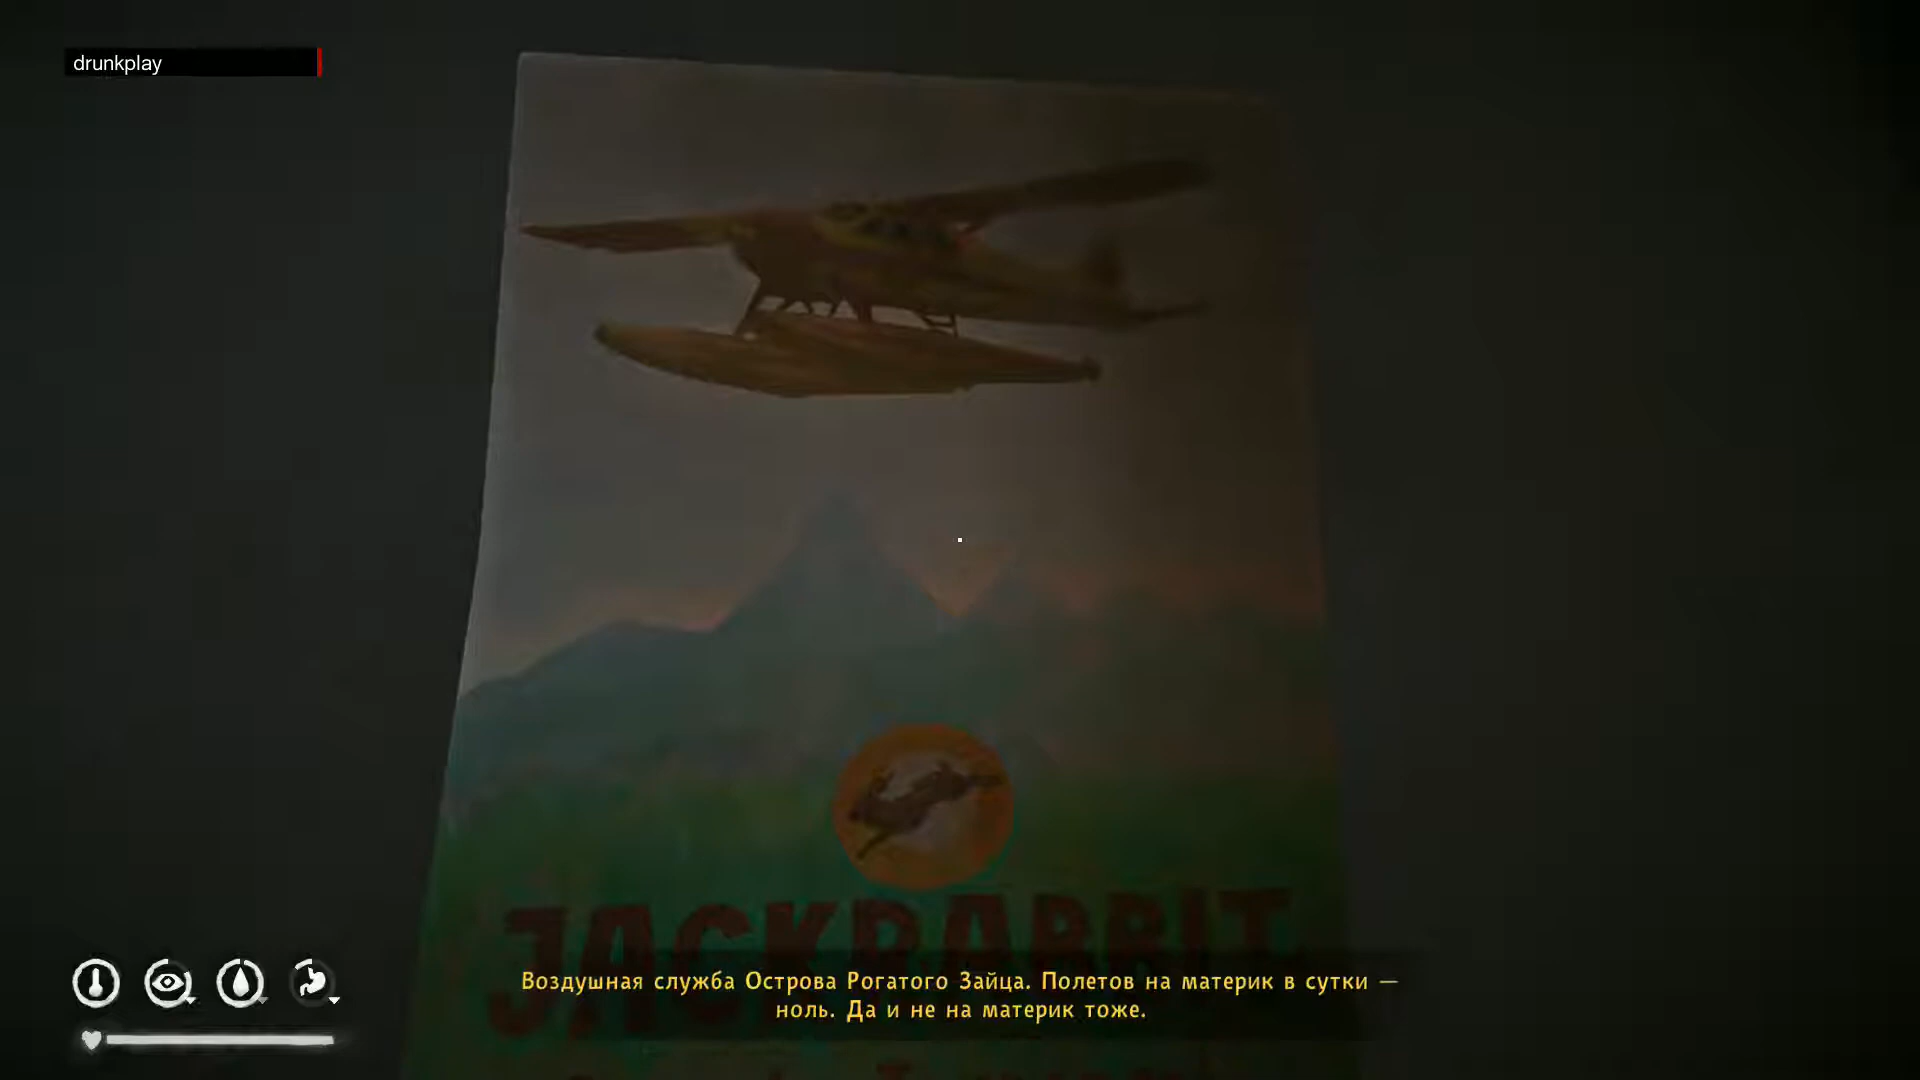 drunkplay
JACKRABBIT
Воздушная служба Острова Рогатого Зайца. Полетов на материк в сутки —
ноль. Да и не на материк тоже.